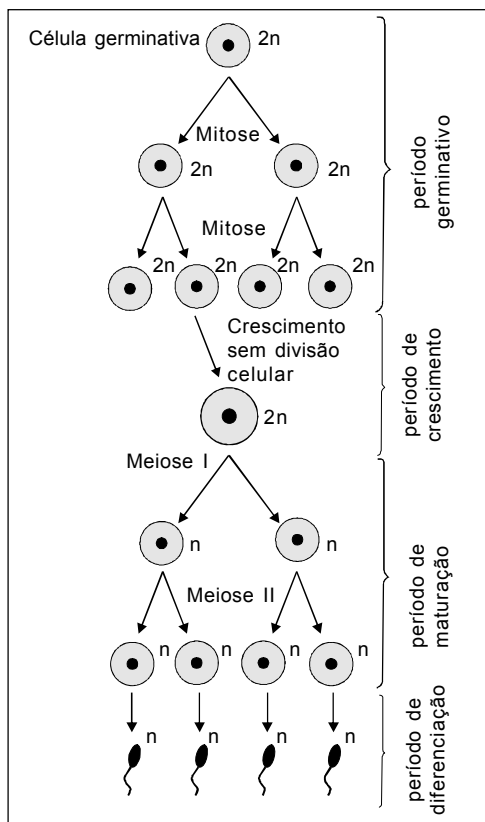 Célula germinativa
2n
Mitose
2n
2n
Mitose
2n
2n
2n
2n
período
germinativo
Crescimento
sem divisão
celular
2n
período de
crescimento
Meiose I
n
n
Meiose II
n
n
n
n
período de
maturação
n
n
n
n
período de
diferenciação